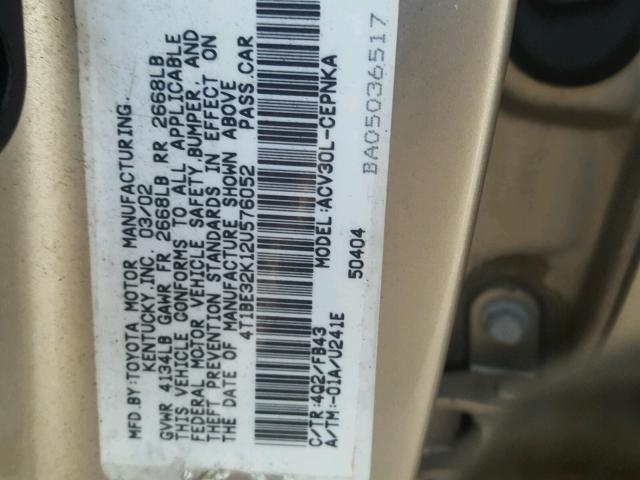 MFD.BY:TOYOTA MOTOR MANUFACTURING.
KENTUCKY,INC. 03/02
GVWR 4134LB GAWR FR 2668LB RR 2668LB
THIS VEHICLE CONFORMS TO ALL APPLICABLE
FEDERAL MOTOR VEHICLE SAFETY,BUMPER, AND
THEFT PREVENTION STANDARDS IN EFFECT ON
THE DATE OF MANUFACTURE SHOWN ABOVE
4T1BE32K12U576052 PASS.CAR
C/TR:4Q2/FB43 MODEL:ACV30L-CEPNKA
A/TM:-01A/U241E 50404
BA05036517